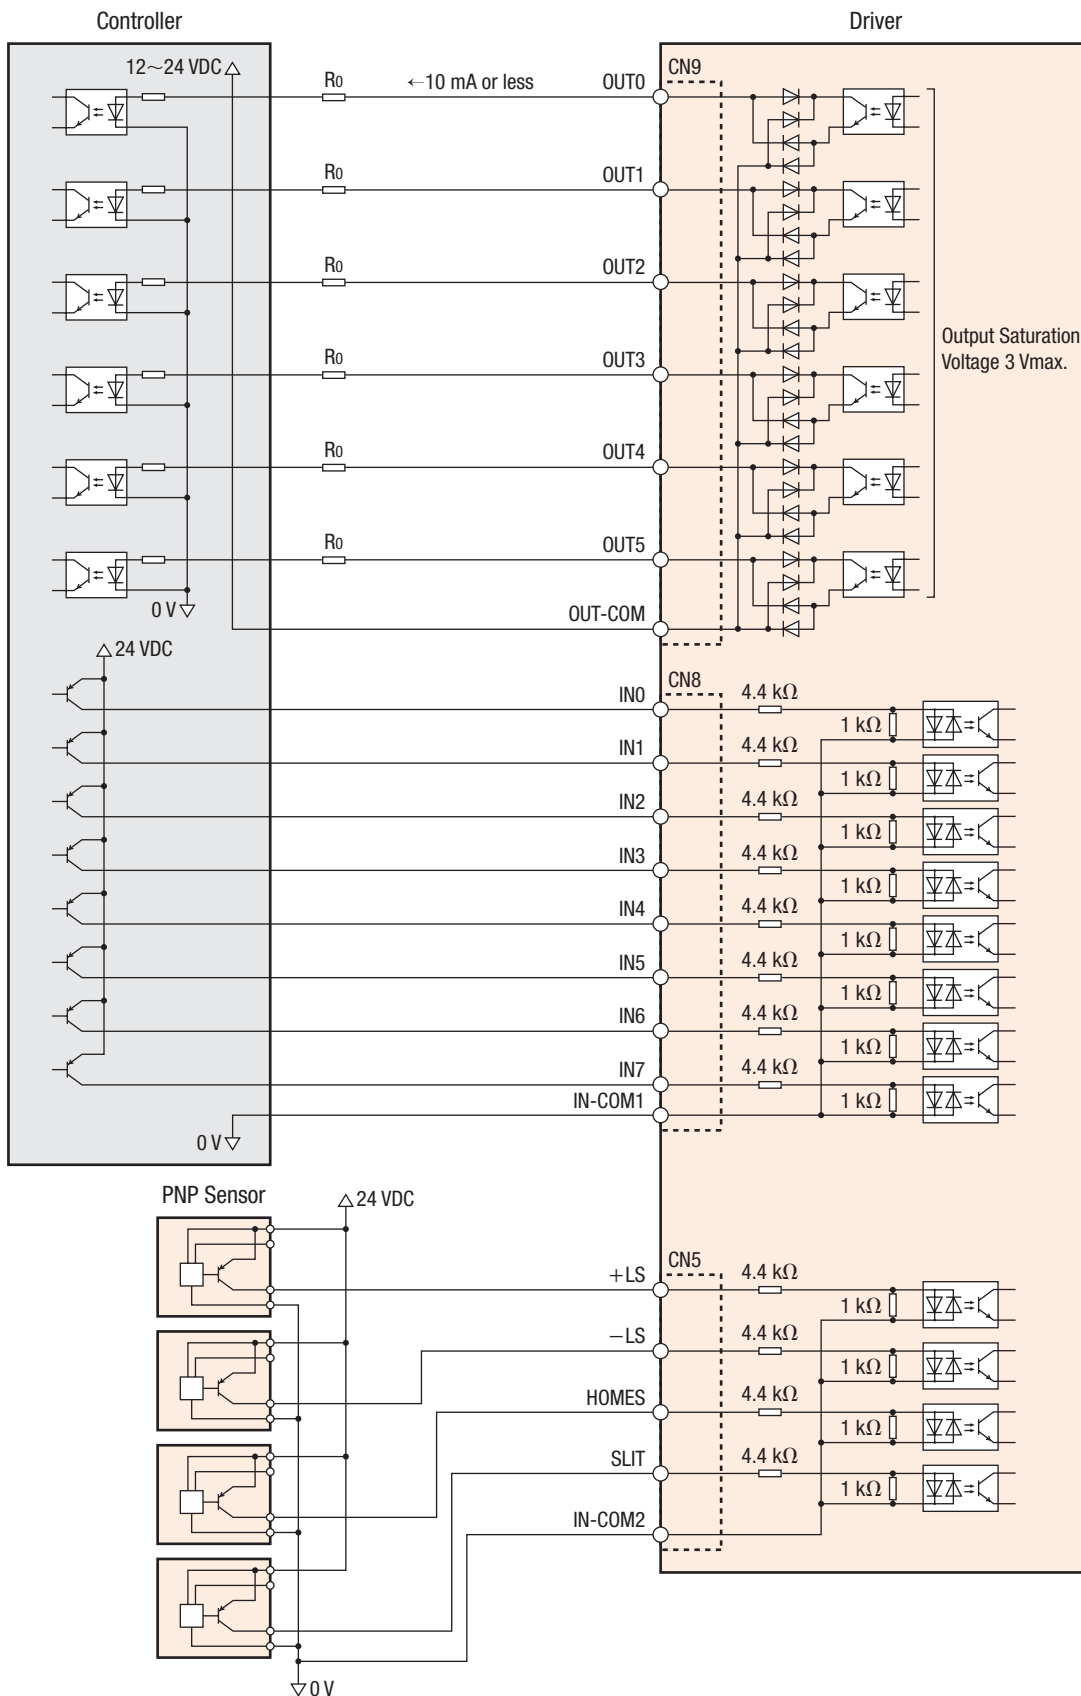 Controller
Driver
12~24 VDC
R0
←10 mA or less
OUT0
CN9
R0
OUT1
R0
OUT2
Output Saturation
Voltage 3 Vmax.
R0
OUT3
R0
OUT4
R0
OUT5
0 V
OUT-COM
24 VDC
CN8
IN0
4.4 kΩ
1 kΩ
IN1
4.4 kΩ
1 kΩ
IN2
4.4 kΩ
1 kΩ
IN3
4.4 kΩ
1 kΩ
IN4
4.4 kΩ
1 kΩ
IN5
4.4 kΩ
1 kΩ
IN6
4.4 kΩ
1 kΩ
IN7
4.4 kΩ
IN-COM1
1 kΩ
0 V
PNP Sensor
24 VDC
CN5
+LS
4.4 kΩ
1 kΩ
−LS
4.4 kΩ
1 kΩ
HOMES
4.4 kΩ
1 kΩ
SLIT
4.4 kΩ
1 kΩ
IN-COM2
0 V